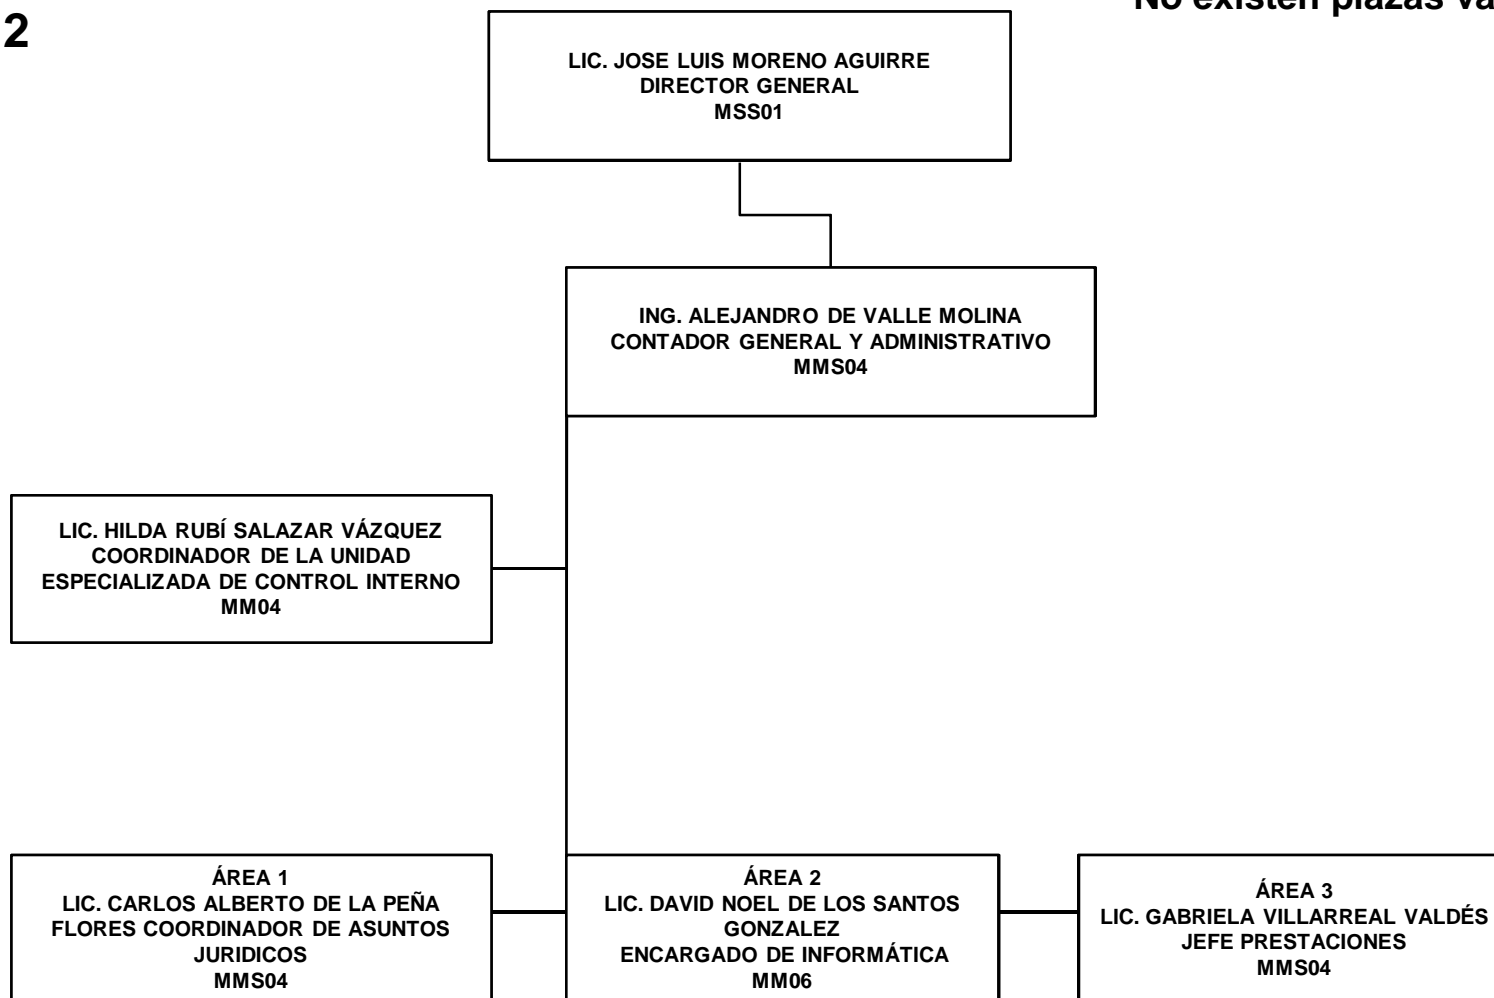 No existen plazas
2
LIC. JOSE LUIS MORENO AGUIRRE
DIRECTOR GENERAL
MSS01
ING. ALEJANDRO DE VALLE MOLINA
CONTADOR GENERAL Y ADMINISTRATIVO
MMS04
LIC. HILDA RUBÍ SALAZAR VÁZQUEZ
COORDINADOR DE LA UNIDAD
ESPECIALIZADA DE CONTROL INTERNO
MM04
ÁREA 1
LIC. CARLOS ALBERTO DE LA PEÑA
FLORES COORDINADOR DE ASUNTOS
JURIDICOS
MMS04
ÁREA 2
LIC. DAVID NOEL DE LOS SANTOS
GONZALEZ
ENCARGADO DE INFORMÁTICA
MM06
ÁREA 3
LIC. GABRIELA VILLARREAL VALDÉS
JEFE PRESTACIONES
MMS04